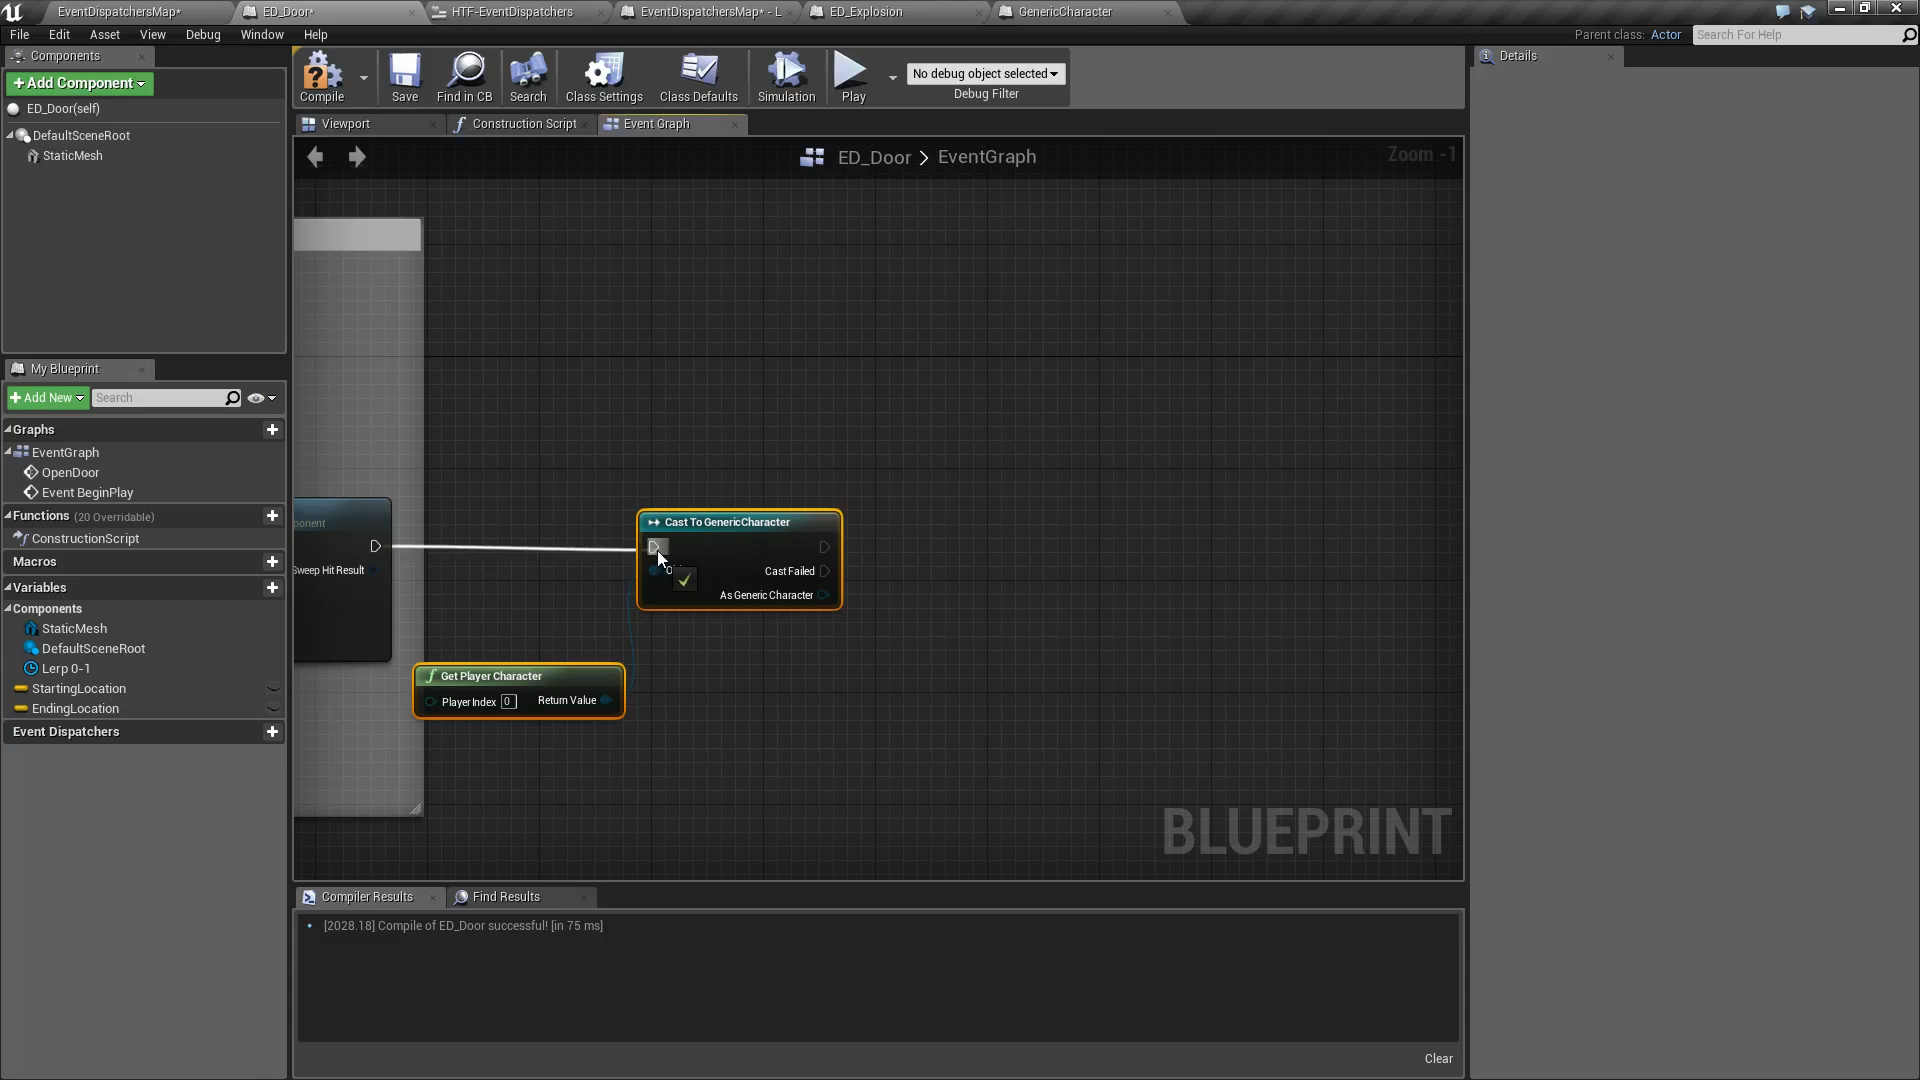 EventDispatchersMap*
ED_Door*
HTF-EventDispatchers
EventDispatchersMap* - L
ED_Explosion
GenericCharacter
File
Edit
Asset
View
Debug
Window
Help
Parent class: Actor
Search For Help
Components
Add Component
ED_Door(self)
DefaultSceneRoot
StaticMesh
Compile
Save
Find in CB
Search
Class Settings
Class Defaults
Simulation
Play
No debug object selected
Debug Filter
Details
Viewport
Construction Script
Event Graph
ED_Door > EventGraph
Zoom -1
My Blueprint
Add New
Search
Graphs
EventGraph
OpenDoor
Event BeginPlay
Functions (20 Overridable)
ConstructionScript
Macros
Variables
Components
StaticMesh
DefaultSceneRoot
Lerp 0-1
StartingLocation
EndingLocation
Event Dispatchers
ponent
Sweep Hit Result
Cast To GenericCharacter
Cast Failed
As Generic Character
Get Player Character
Player Index 0
Return Value
BLUEPRINT
Compiler Results
Find Results
[2028.18] Compile of ED_Door successful! [in 75 ms]
Clear